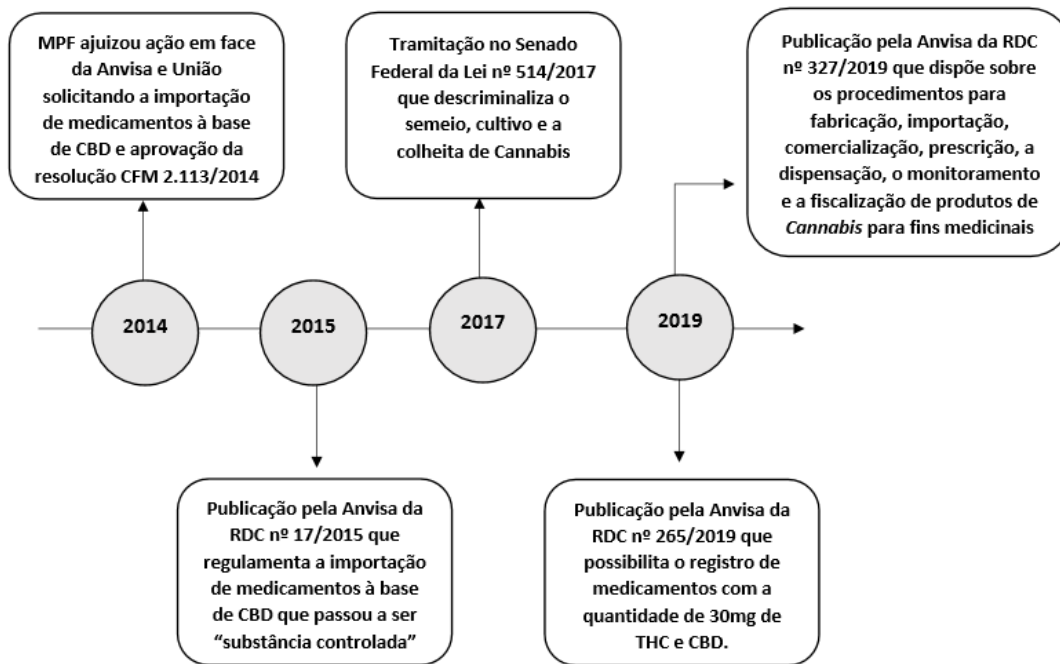 MPF ajuizou ação em face
da Anvisa e União
solicitando a importação
de medicamentos à base
de CBD e aprovação da
resolução CFM 2.113/2014
Tramitação no Senado
Federal da Lei nº 514/2017
que descriminaliza o
semeio, cultivo e a
colheita de Cannabis
Publicação pela Anvisa da RDC
nº 327/2019 que dispõe sobre
os procedimentos para
fabricação, importação,
comercialização, prescrição, a
dispensação, o monitoramento
e a fiscalização de produtos de
Cannabis para fins medicinais
2014
2015
2017
2019
Publicação pela Anvisa da
RDC nº 17/2015 que
regulamenta a importação
de medicamentos à base
de CBD que passou a ser
“substância controlada”
Publicação pela Anvisa da
RDC nº 265/2019 que
possibilita o registro de
medicamentos com a
quantidade de 30mg de
THC e CBD.